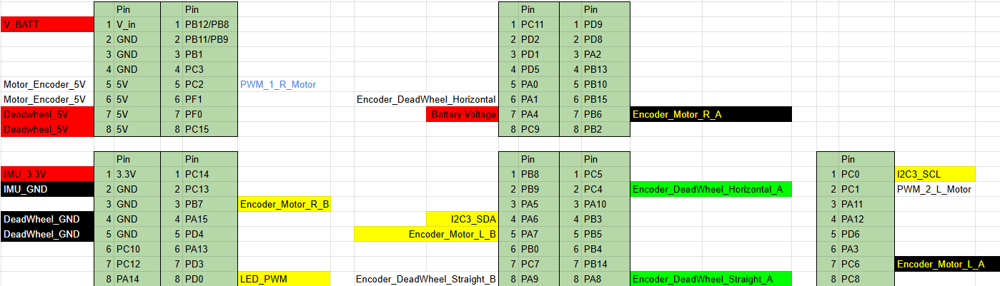 Pin Pin Pin Pin
V_BATT 1 V_in 1 PB12/PB8 1 PC11 1 PD9
2 GND 2 PB11/PB9 2 PD2 2 PD8
3 GND 3 PB1 3 PD1 3 PA2
4 GND 4 PC3 4 PD5 4 PB13
Motor_Encoder_5V 5 5V 5 PC2 PWM_1_R_Motor 5 PA0 5 PB10
Motor_Encoder_5V 6 5V 6 PF1 Encoder_DeadWheel_Horizontal 6 PA1 6 PB15
Deadwheel_5V 7 5V 7 PF0 Battery Voltage 7 PA4 7 PB6 Encoder_Motor_R_A
Deadwheel_5V 8 5V 8 PC15 8 PC9 8 PB2
Pin Pin Pin Pin Pin
IMU_3.3V 1 3.3V 1 PC14 1 PB8 1 PC5 1 PC0 I2C3_SCL
IMU_GND 2 GND 2 PC13 2 PB9 2 PC4 Encoder_DeadWheel_Horizontal_A 2 PC1 PWM_2_L_Motor
3 GND 3 PB7 Encoder_Motor_R_B 3 PA5 3 PA10 3 PA11
DeadWheel_GND 4 GND 4 PA15 I2C3_SDA 4 PA6 4 PB3 4 PA12
DeadWheel_GND 5 GND 5 PD4 Encoder_Motor_L_B 5 PA7 5 PB5 5 PD6
6 PC10 6 PA13 6 PB0 6 PB4 6 PA3
7 PC12 7 PD3 7 PC7 7 PB14 7 PC6 Encoder_Motor_L_A
8 PA14 8 PD0 LED_PWM Encoder_DeadWheel_Straight_B 8 PA9 8 PA8 Encoder_DeadWheel_Straight_A 8 PC8